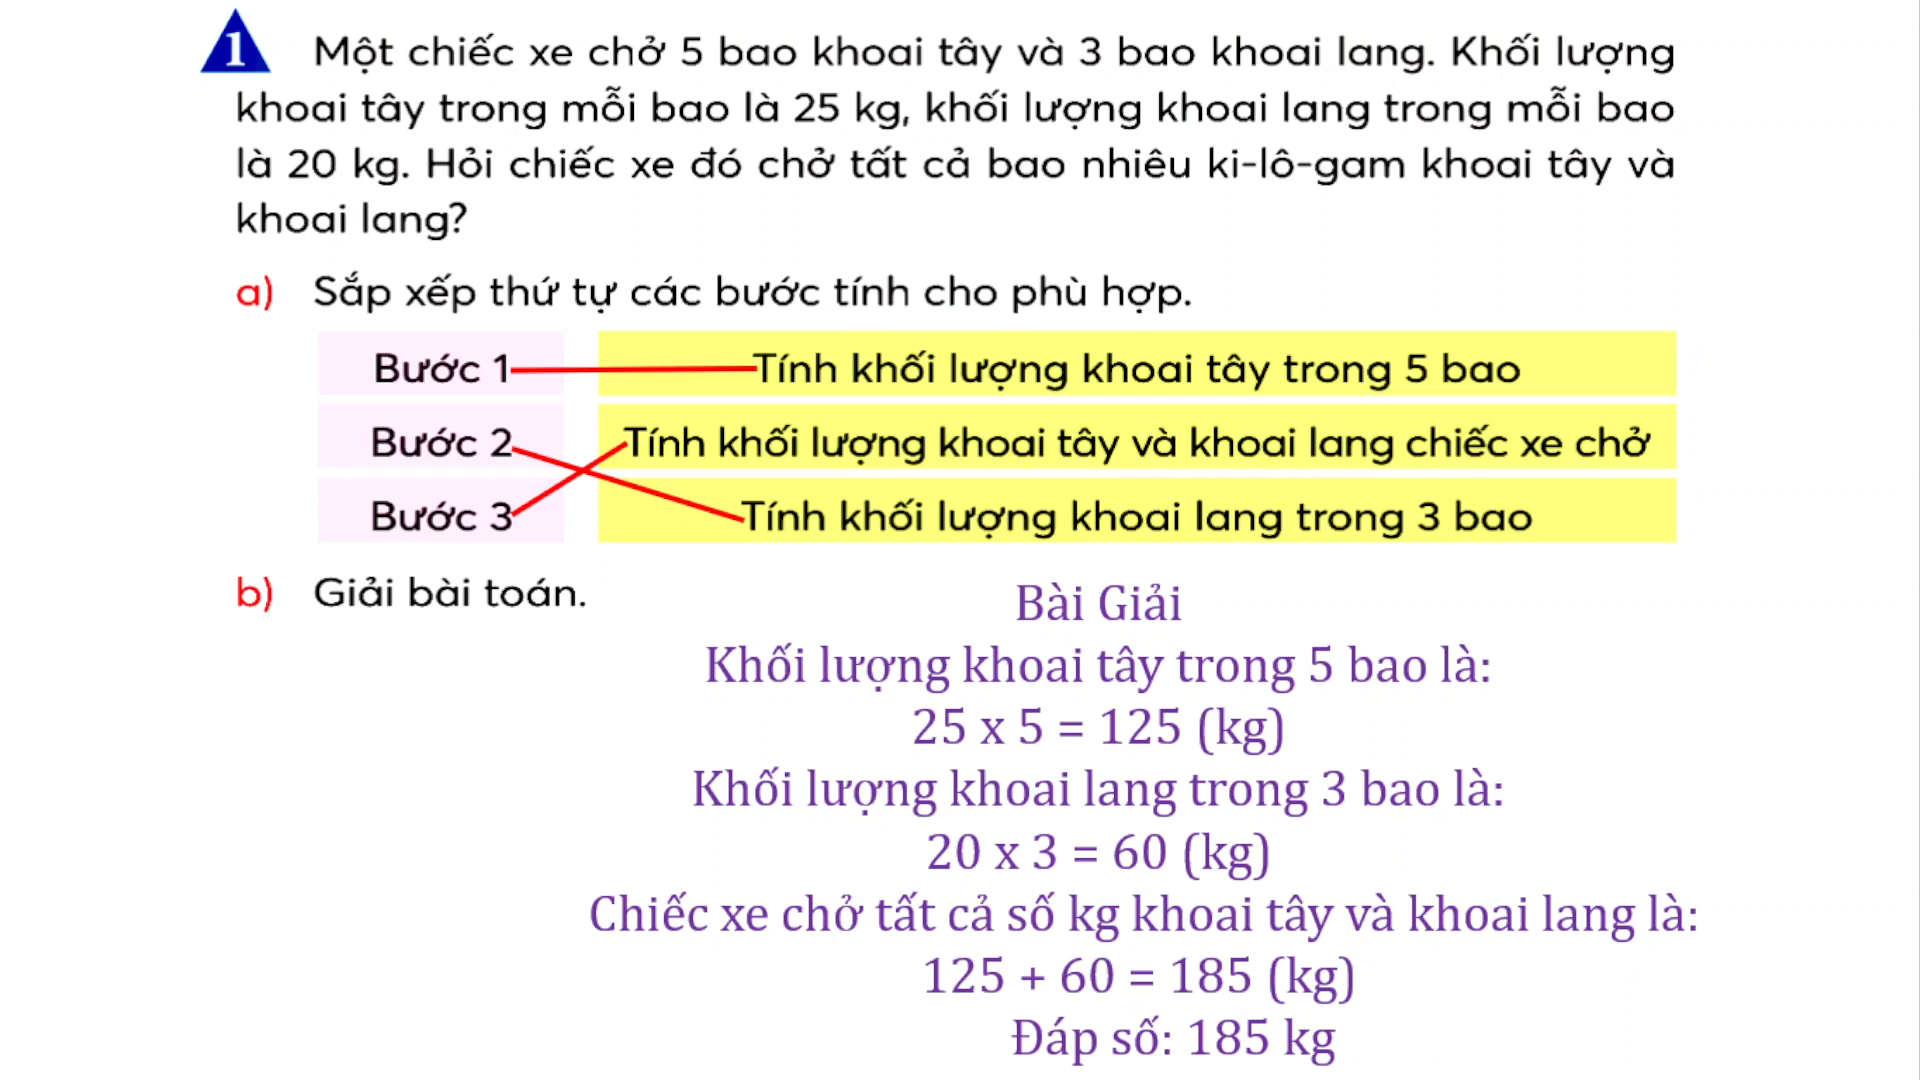 1 Một chiếc xe chở 5 bao khoai tây và 3 bao khoai lang. Khối lượng
khoai tây trong mỗi bao là 25 kg, khối lượng khoai lang trong mỗi bao
là 20 kg. Hỏi chiếc xe đó chở tất cả bao nhiêu ki-lô-gam khoai tây và
khoai lang?
a) Sắp xếp thứ tự các bước tính cho phù hợp.
Bước 1 Tính khối lượng khoai tây trong 5 bao
Bước 2 Tính khối lượng khoai tây và khoai lang chiếc xe chở
Bước 3 Tính khối lượng khoai lang trong 3 bao
b) Giải bài toán.
Bài Giải
Khối lượng khoai tây trong 5 bao là:
25 x 5 = 125 (kg)
Khối lượng khoai lang trong 3 bao là:
20 x 3 = 60 (kg)
Chiếc xe chở tất cả số kg khoai tây và khoai lang là:
125 + 60 = 185 (kg)
Đáp số: 185 kg